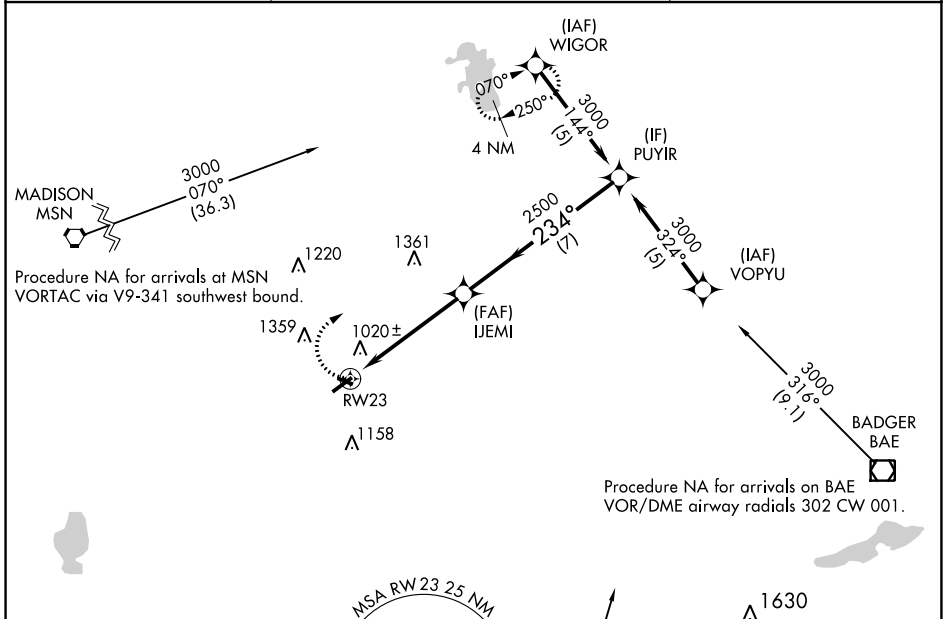 (IAF)
WIGOR
070°
250°
4 NM
3000
144°
(5)
(IF)
PUYIR
3000
070°
(36.3)
MADISON
MSN
Procedure NA for arrivals at MSN
VORTAC via V9-341 southwest bound.
1220
1361
2500
234°
(7)
3000
324°
(5)
(IAF)
VOPYU
(FAF)
IJEMI
1359
1020±
RW23
1158
3000
316°
(9.1)
BADGER
BAE
Procedure NA for arrivals on BAE
VOR/DME airway radials 302 CW 001.
MSA RW23 25 NM
1630